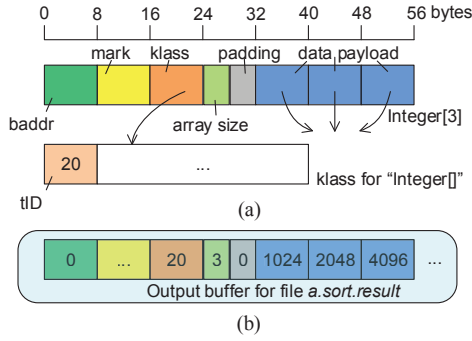 0 8 16 24 32 40 48 56 bytes
mark klass padding data payload
baddr array size Integer[3]
20 ...
tID klass for "Integer[]"
(a)
0 ... 20 3 0 1024 2048 4096 ...
Output buffer for file a.sort.result
(b)